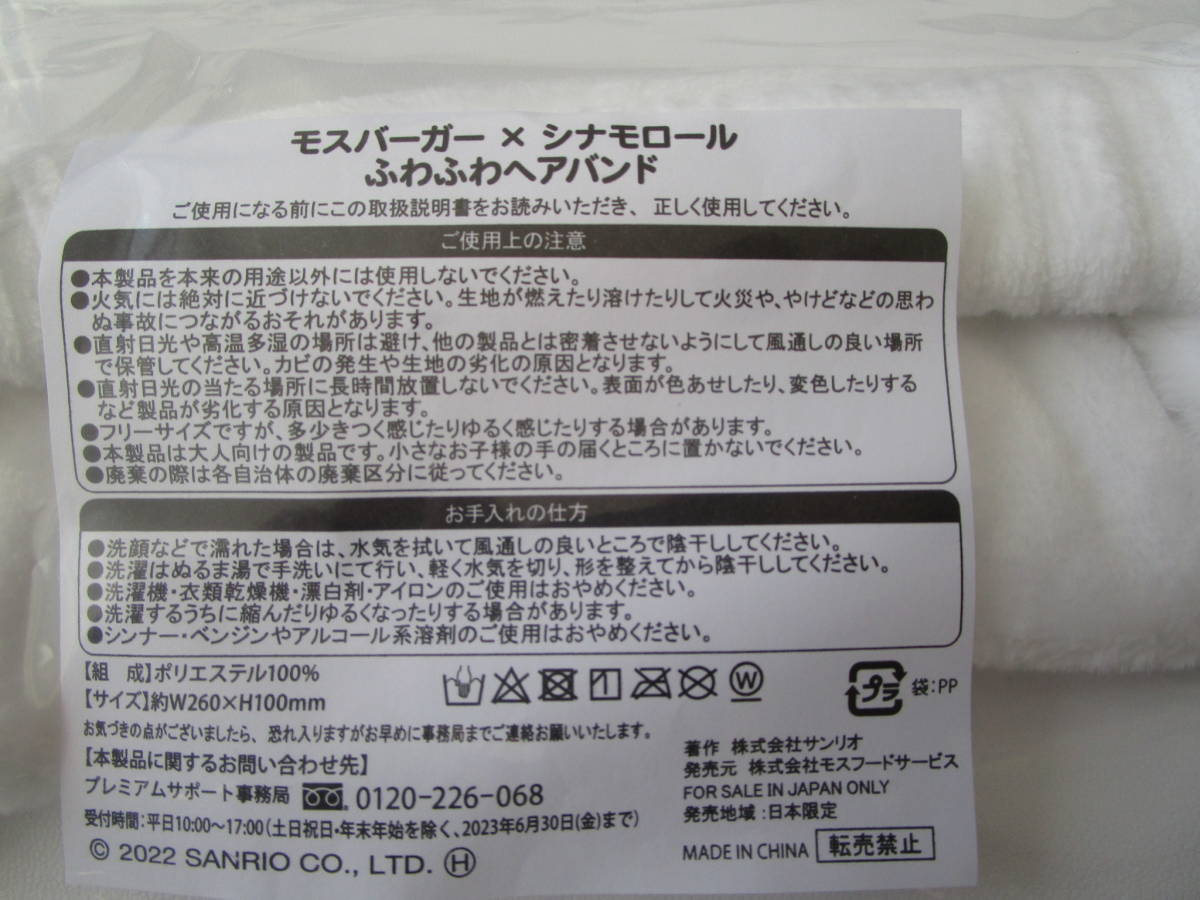 モスバーガー × シナモロール
ふわふわヘアバンド
ご使用になる前にこの取扱説明書をお読みいただき、正しく使用してください。
ご使用上の注意
●本製品を本来の用途以外には使用しないでください。
●火気には絶対に近づけないでください。生地が燃えたり溶けたりして火災や、やけどなどの思わ
ぬ事故につながるおそれがあります。
●直射日光や高温多湿の場所は避け、他の製品とは密着させないようにして風通しの良い場所
で保管してください。カビの発生や生地の劣化の原因となります。
●直射日光の当たる場所に長時間放置しないでください。表面が色あせしたり、変色したりする
など製品が劣化する原因となります。
●フリーサイズですが、多少きつく感じたりゆるく感じたりする場合があります。
●本製品は大人向けの製品です。小さなお子様の手の届くところに置かないでください。
●廃棄の際は各自治体の廃棄区分に従ってください。
お手入れの仕方
●洗顔などで濡れた場合は、水気を拭いて風通しの良いところで陰干ししてください。
●洗濯はぬるま湯で手洗いにて行い、軽く水気を切り、形を整えてから陰干ししてください。
●洗濯機・衣類乾燥機・漂白剤・アイロンのご使用はおやめください。
●洗濯するうちに縮んだりゆるくなったりする場合があります。
●シンナー・ベンジンやアルコール系溶剤のご使用はおやめください。
【組 成】ポリエステル100%
【サイズ】約W260×H100mm
W
プラ 袋:PP
お気づきの点がございましたら、恐れ入りますがお早めに事務局までご連絡お願いいたします。
【本製品に関するお問い合わせ先】
プレミアムサポート事務局 0120-226-068
受付時間:平日10:00〜17:00(土日祝日・年末年始を除く、2023年6月30日(金)まで)
© 2022 SANRIO CO., LTD. Ⓗ
著作 株式会社サンリオ
発売元 株式会社モスフードサービス
FOR SALE IN JAPAN ONLY
発売地域:日本限定
MADE IN CHINA 転売禁止